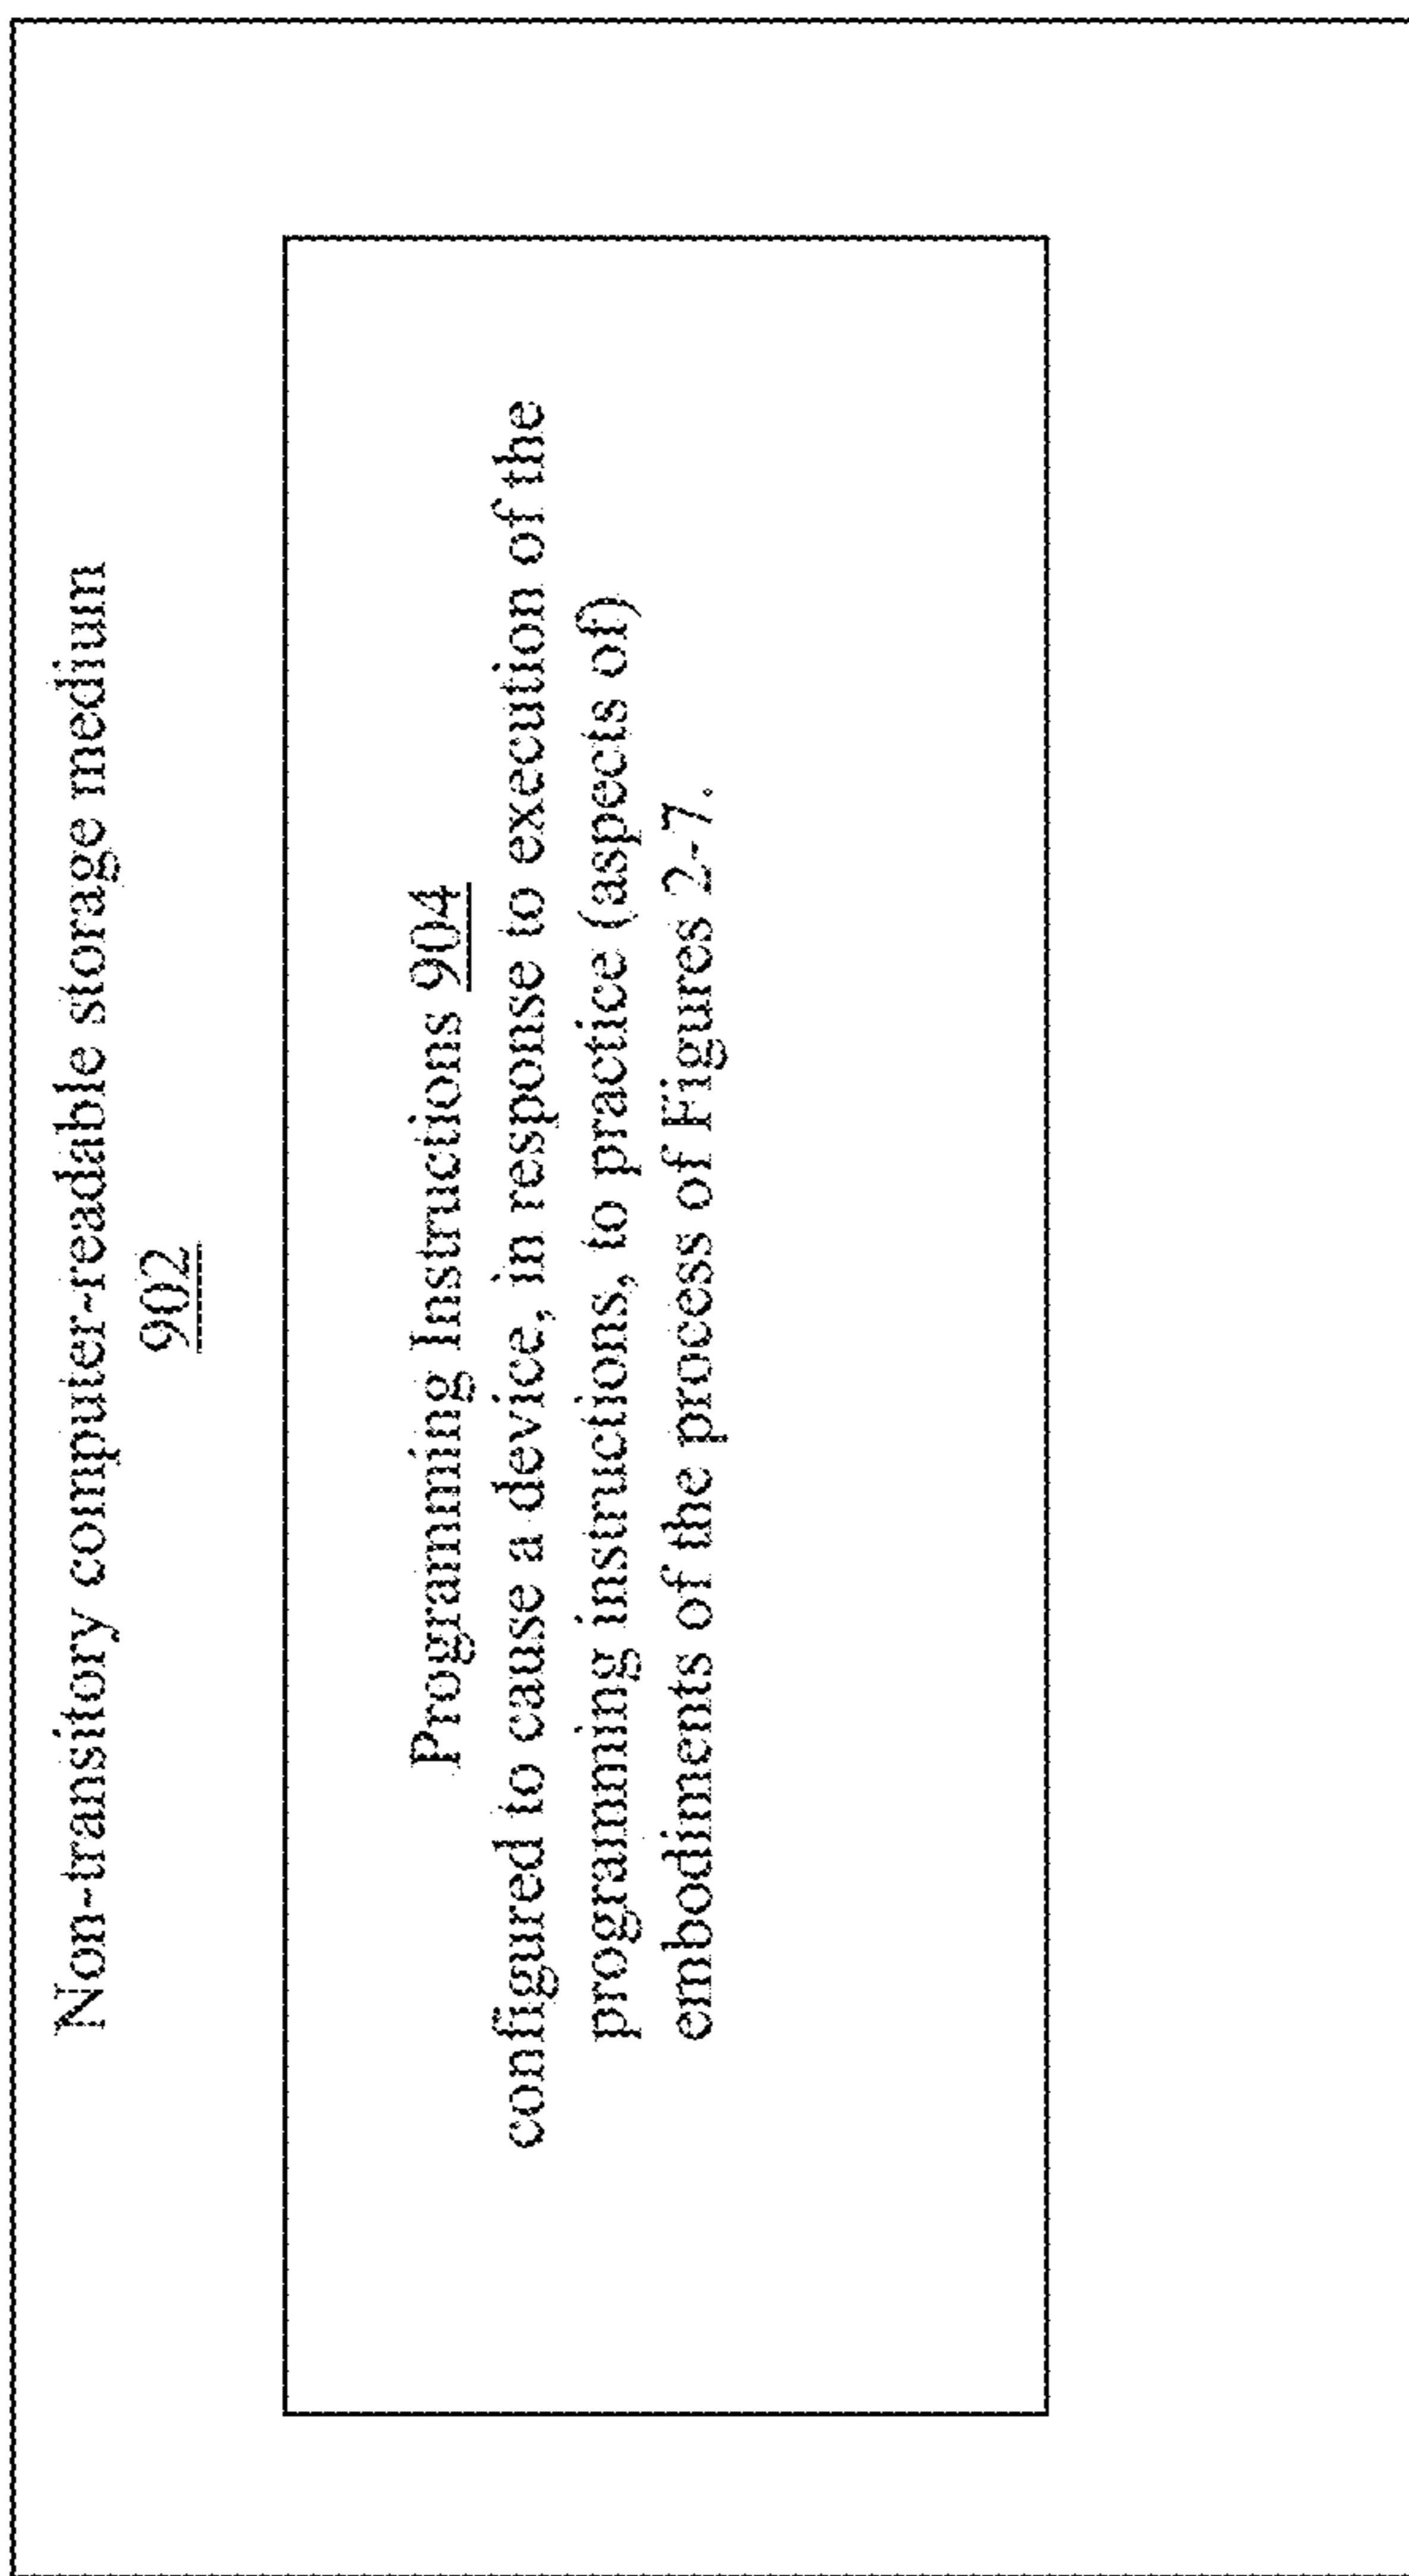 Non-transitory computer-readable storage medium
902
Programming Instructions 904
configured to cause a device, in response to execution of the
programming instructions, to practice (aspects of)
embodiments of the process of Figures 2-7.